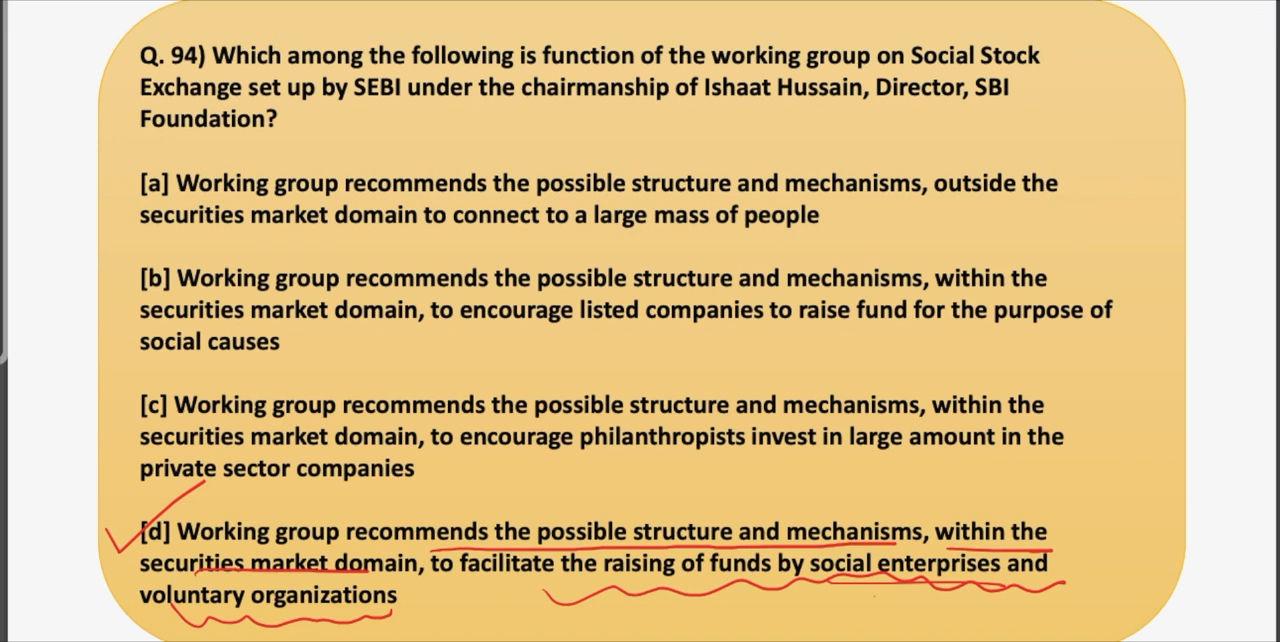 Q. 94) Which among the following is function of the working group on Social Stock
Exchange set up by SEBI under the chairmanship of Ishaat Hussain, Director, SBI
Foundation?
[a] Working group recommends the possible structure and mechanisms, outside the
securities market domain to connect to a large mass of people
[b] Working group recommends the possible structure and mechanisms, within the
securities market domain, to encourage listed companies to raise fund for the purpose of
social causes
[c] Working group recommends the possible structure and mechanisms, within the
securities market domain, to encourage philanthropists invest in large amount in the
private sector companies
[d] Working group recommends the possible structure and mechanisms, within the
securities market domain, to facilitate the raising of funds by social enterprises and
voluntary organizations